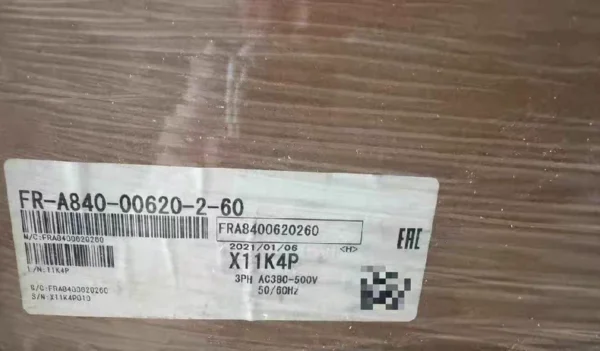 FR-A840-00620-2-60
FRA8400620260
M/C:FRA8400620260
2021/01/06 <H>
X11K4P
I/N:11K4P
3PH AC380-500V
50/60Hz
S/C:FRA8400620260
S/N:X11K4P010
EAC